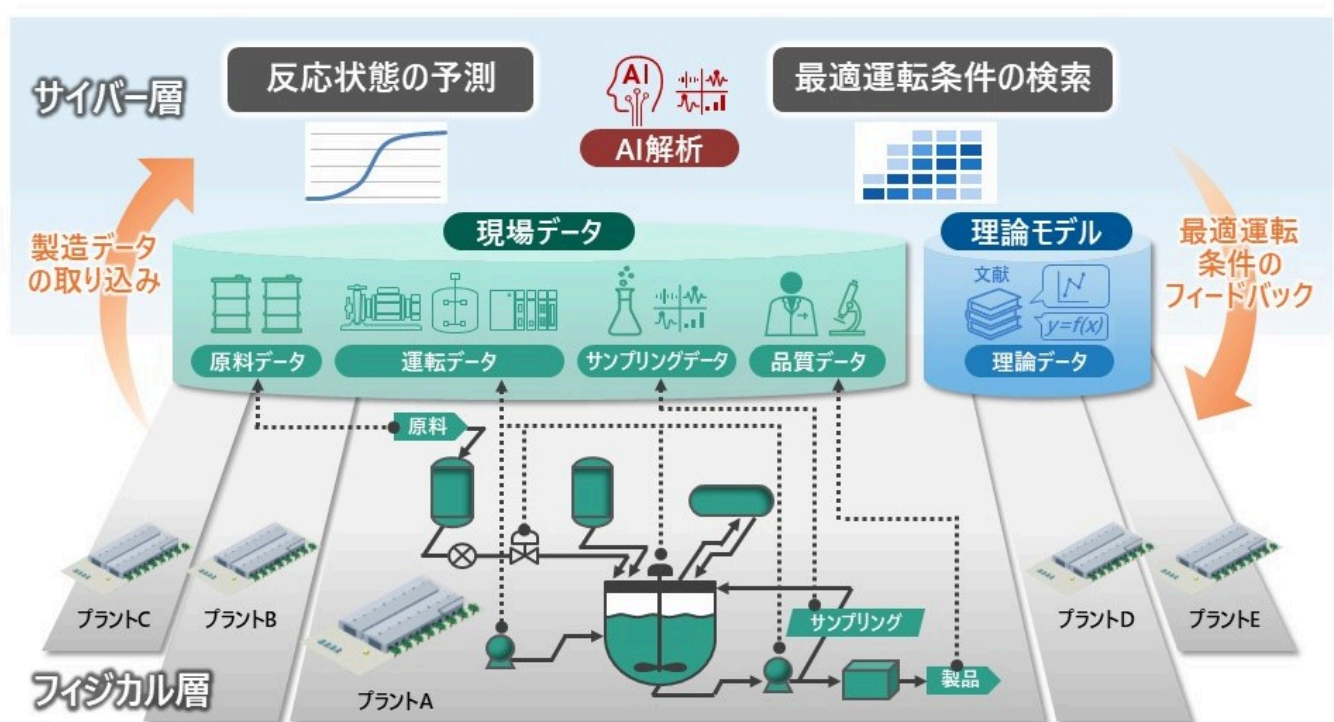 サイバー層
反応状態の予測
AI
AI解析
最適運転条件の検索
製造データ
の取り込み
現場データ
理論モデル
最適運転
条件の
フィードバック
文献
y=f(x)
原料データ
運転データ
サンプリングデータ
品質データ
理論データ
原料
プラントC
プラントB
プラントA
サンプリング
製品
プラントD
プラントE
フィジカル層